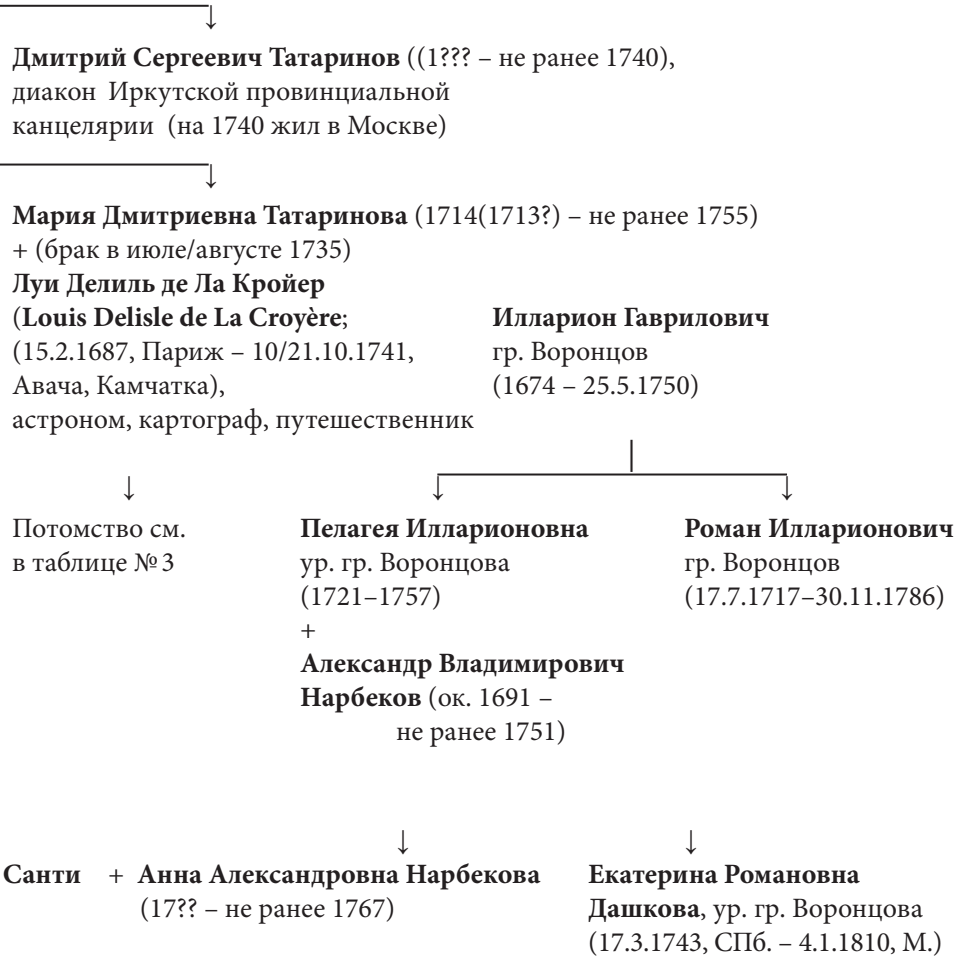 Дмитрий Сергеевич Татаринов ((1??? – не ранее 1740),
диакон Иркутской провинциальной
канцелярии (на 1740 жил в Москве)
Мария Дмитриевна Татаринова (1714(1713?) – не ранее 1755)
+ (брак в июле/августе 1735)
Луи Делиль де Ла Кройер
(Louis Delisle de La Croyère;
(15.2.1687, Париж – 10/21.10.1741,
Авача, Камчатка),
астроном, картограф, путешественник
Илларион Гаврилович
гр. Воронцов
(1674 – 25.5.1750)
Потомство см.
в таблице № 3
Пелагея Илларионовна
ур. гр. Воронцова
(1721–1757)
+
Александр Владимирович
Нарбеков (ок. 1691 –
не ранее 1751)
Роман Илларионович
гр. Воронцов
(17.7.1717–30.11.1786)
Санти + Анна Александровна Нарбекова
(17?? – не ранее 1767)
Екатерина Романовна
Дашкова, ур. гр. Воронцова
(17.3.1743, СПб. – 4.1.1810, М.)